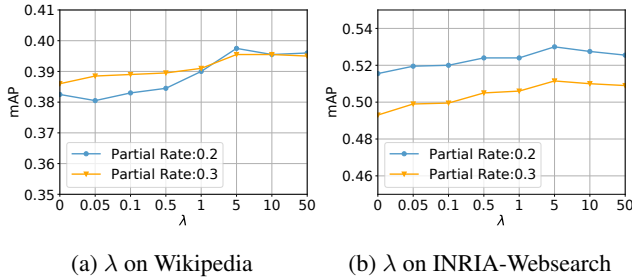 0.41
0.40
0.39
0.38
0.37
0.36
0.35
mAP
Partial Rate:0.2
Partial Rate:0.3
0 0.05 0.1 0.5 1 5 10 50
λ
(a) λ on Wikipedia
0.54
0.52
0.50
0.48
0.46
mAP
Partial Rate:0.2
Partial Rate:0.3
0 0.05 0.1 0.5 1 5 10 50
λ
(b) λ on INRIA-Websearch